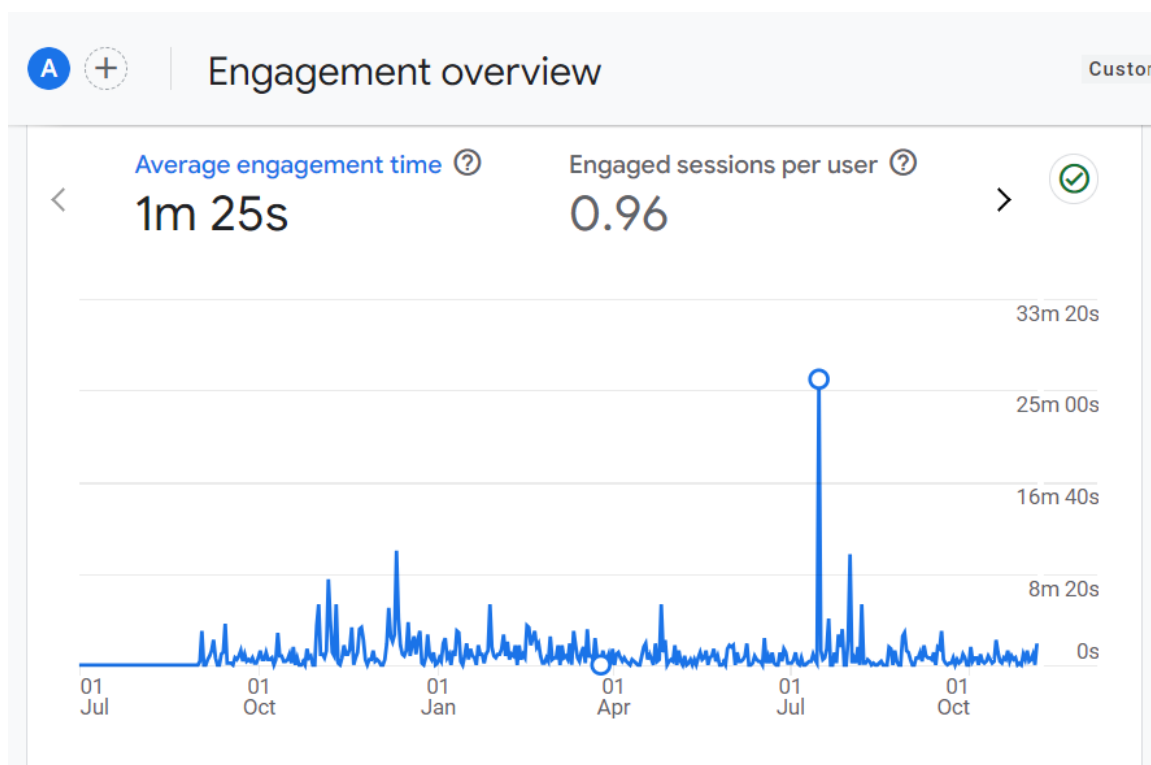 A + Engagement overview Custor
Average engagement time ? Engaged sessions per user ?
1m 25s 0.96
33m 20s
25m 00s
16m 40s
8m 20s
0s
01 01 01 01 01 01
Jul Oct Jan Apr Jul Oct